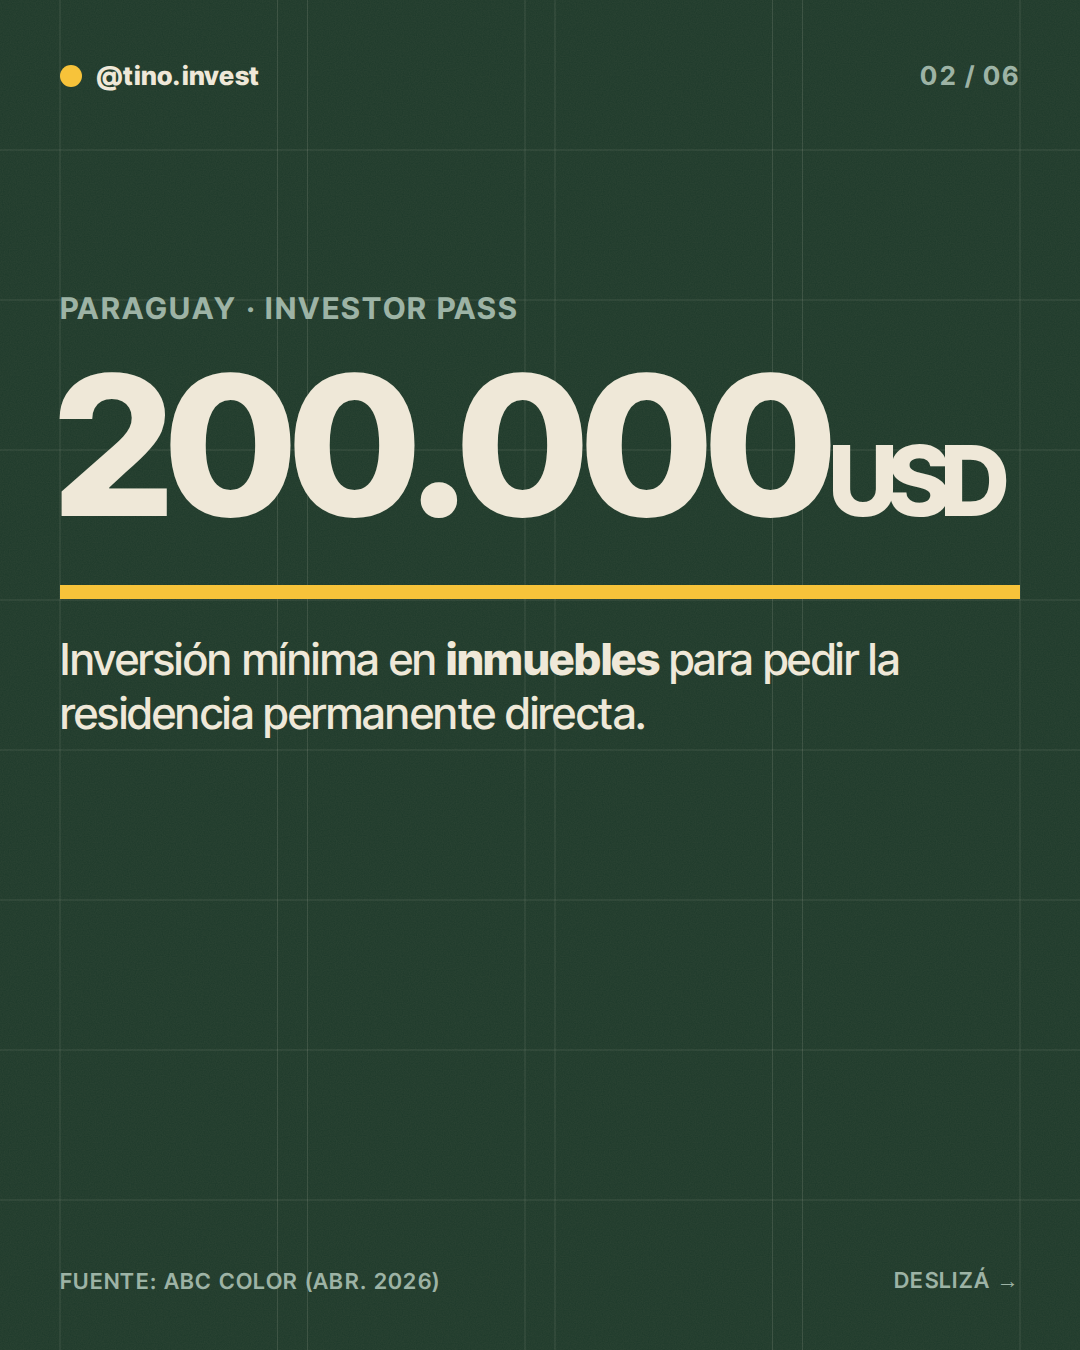 @tino.invest
02 / 06
PARAGUAY · INVESTOR PASS
200.000USD
Inversión mínima en inmuebles para pedir la
residencia permanente directa.
FUENTE: ABC COLOR (ABR. 2026)
DESLIZÁ →